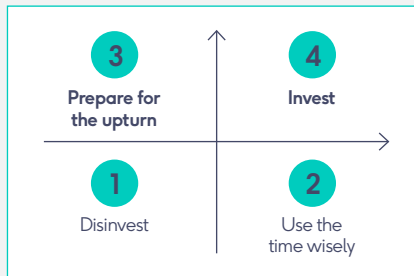 3
Prepare for
the upturn
4
Invest
1
Disinvest
2
Use the
time wisely